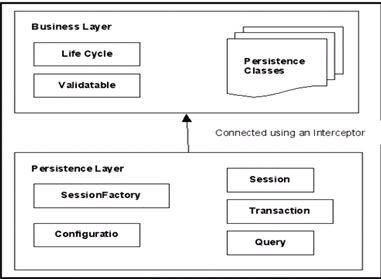 Business Layer
Life Cycle
Validatable
Persistence
Classes
Connected using an Interceptor
Persistence Layer
SessionFactory
Configuratio
Session
Transaction
Query